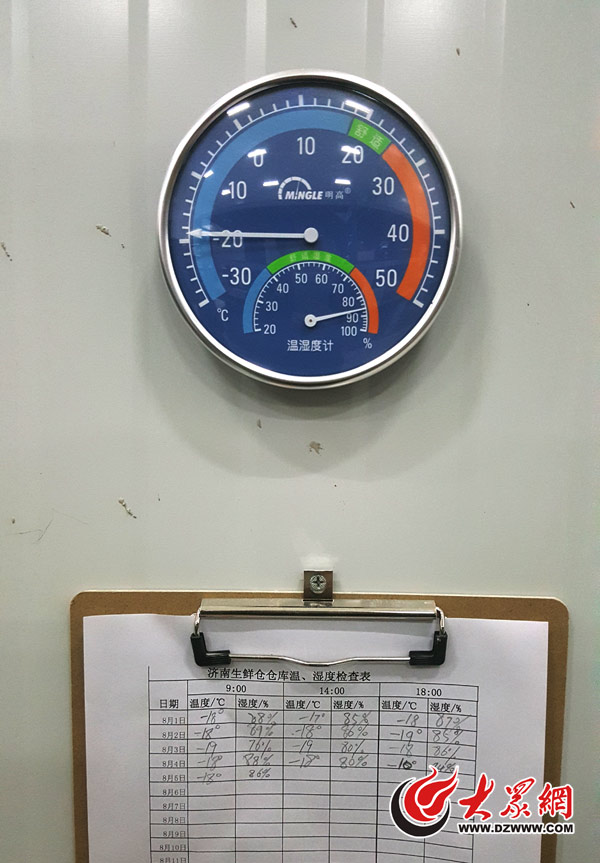 舒适
0 10 20
-10 30
MINGLE 明高®
-20 40
-30 50
℃
20 30 40 50 60 70 80 90 100
温湿度计 %
济南生鲜仓仓库温、湿度检查表
9:00 14:00 18:00
日期 温度/℃ 湿度/% 温度/℃ 湿度/% 温度/℃ 湿度/%
8月1日 -18° 88% -17° 85% -18 87%
8月2日 -18° 89% -18° 86% -19° 85%
8月3日 -19 76% -19 80% -18 86%
8月4日 -18° 88% -18° 80%
8月5日 -18° 86%
8月6日
8月7日
8月8日
8月9日
8月10日
8月11日
大眾網
www.DZWWW.COM